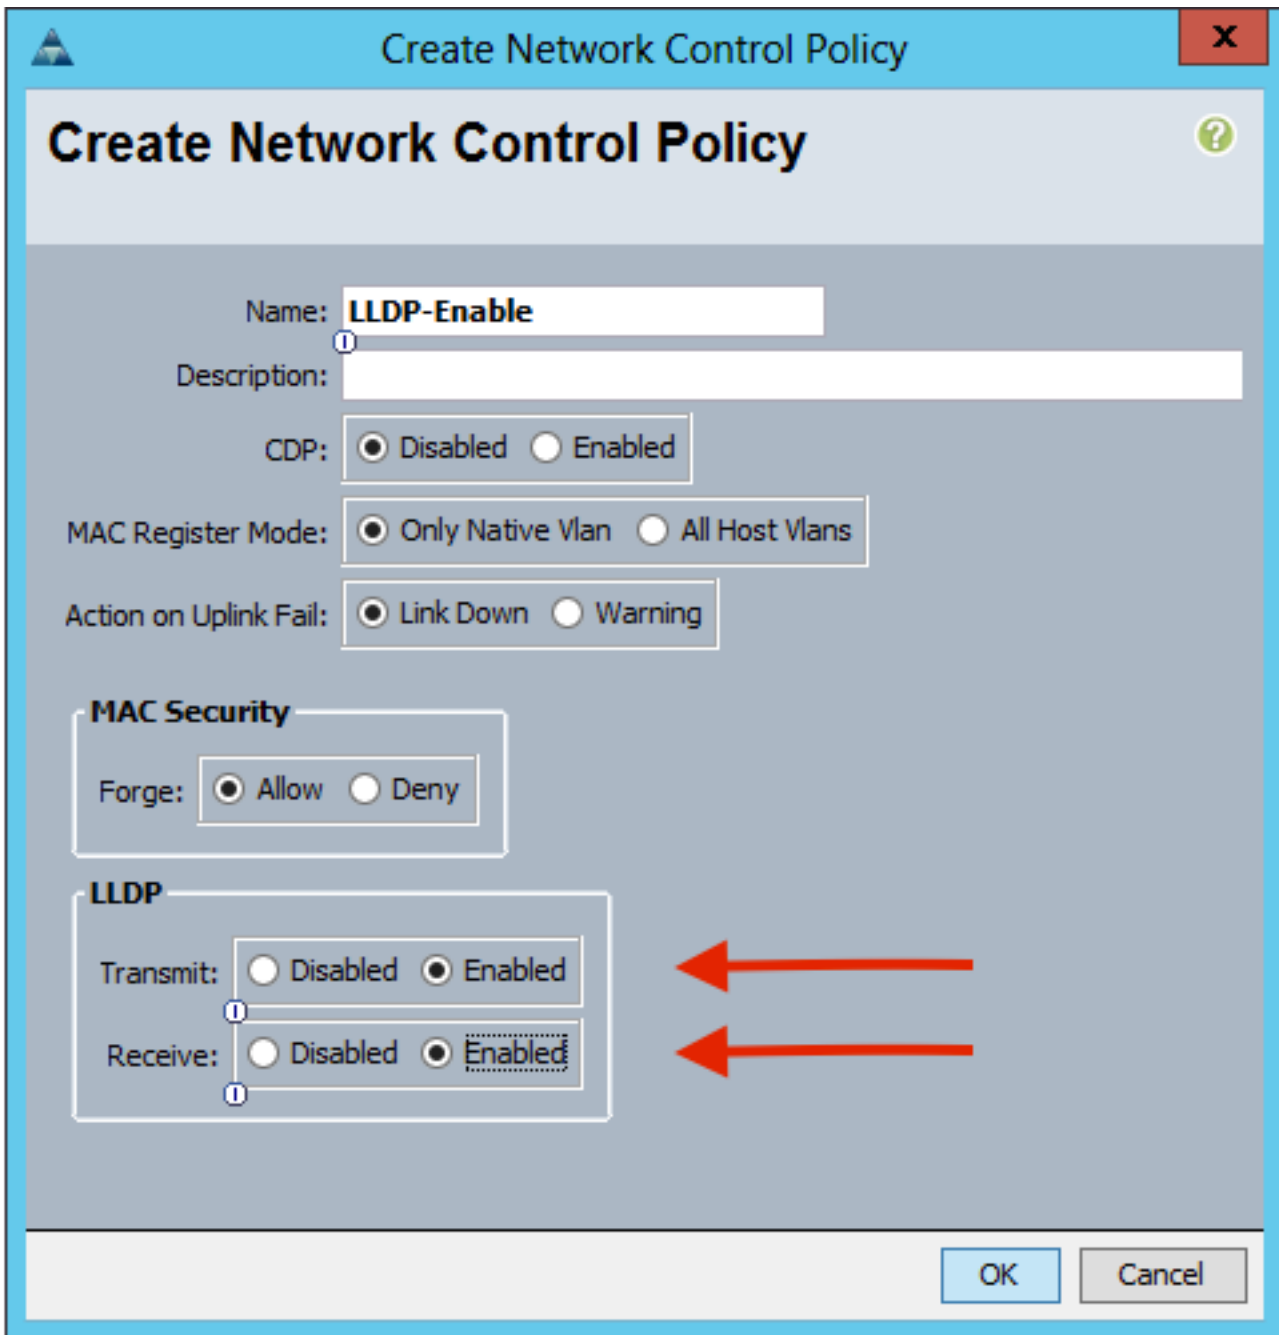 Create Network Control Policy
x
Create Network Control Policy
?
Name: LLDP-Enable
Description:
CDP: Disabled Enabled
MAC Register Mode: Only Native Vlan All Host Vlans
Action on Uplink Fail: Link Down Warning
MAC Security
Forge: Allow Deny
LLDP
Transmit: Disabled Enabled
Receive: Disabled Enabled
OK Cancel